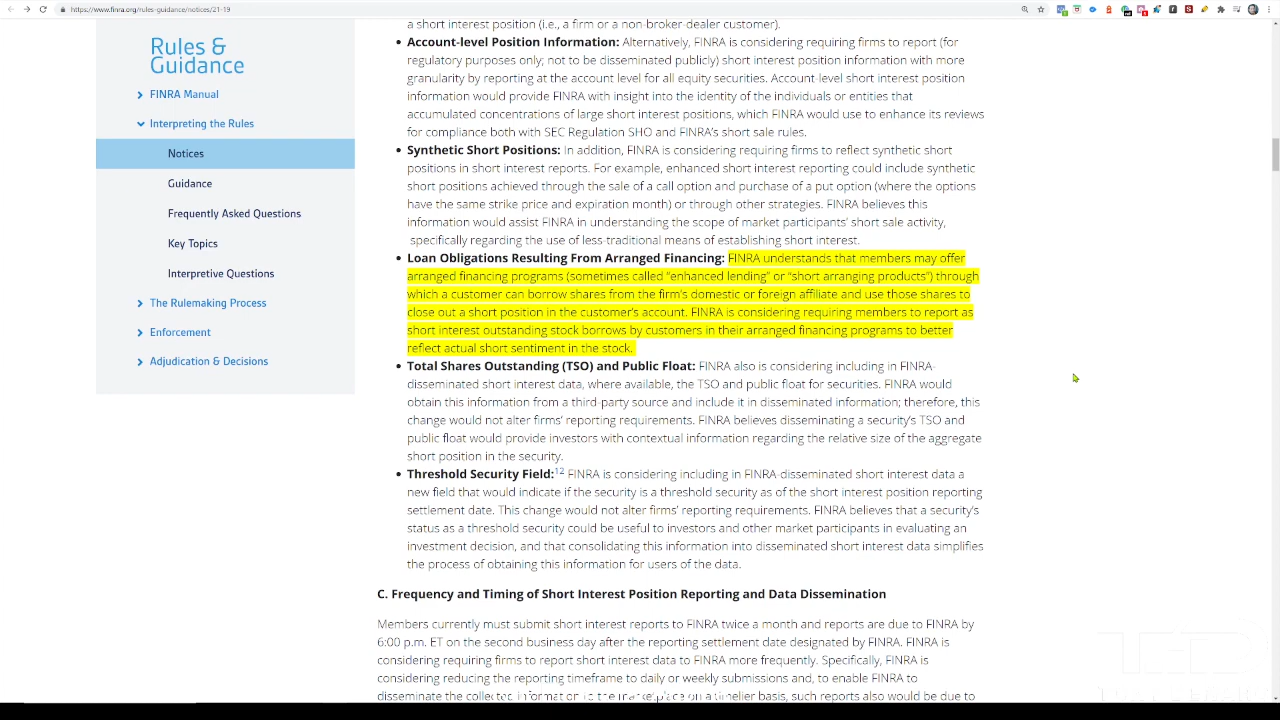 https://www.finra.org/rules-guidance/notices/21-19
Rules &
Guidance
FINRA Manual
Interpreting the Rules
Notices
Guidance
Frequently Asked Questions
Key Topics
Interpretive Questions
The Rulemaking Process
Enforcement
Adjudication & Decisions
a short interest position (i.e., a firm or a non-broker-dealer customer).
• Account-level Position Information: Alternatively, FINRA is considering requiring firms to report (for
regulatory purposes only; not to be disseminated publicly) short interest position information with more
granularity by reporting at the account level for all equity securities. Account-level short interest position
information would provide FINRA with insight into the identity of the individuals or entities that
accumulated concentrations of large short interest positions, which FINRA would use to enhance its reviews
for compliance both with SEC Regulation SHO and FINRA's short sale rules.
• Synthetic Short Positions: In addition, FINRA is considering requiring firms to reflect synthetic short
positions in short interest reports. For example, enhanced short interest reporting could include synthetic
short positions achieved through the sale of a call option and purchase of a put option (where the options
have the same strike price and expiration month) or through other strategies. FINRA believes this
information would assist FINRA in understanding the scope of market participants' short sale activity,
specifically regarding the use of less-traditional means of establishing short interest.
• Loan Obligations Resulting From Arranged Financing: FINRA understands that members may offer
arranged financing programs (sometimes called “enhanced lending” or “short arranging products”) through
which a customer can borrow shares from the firm's domestic or foreign affiliate and use those shares to
close out a short position in the customer's account. FINRA is considering requiring members to report as
short interest outstanding stock borrows by customers in their arranged financing programs to better
reflect actual short sentiment in the stock.
• Total Shares Outstanding (TSO) and Public Float: FINRA also is considering including in FINRA-
disseminated short interest data, where available, the TSO and public float for securities. FINRA would
obtain this information from a third-party source and include it in disseminated information; therefore, this
change would not alter firms' reporting requirements. FINRA believes disseminating a security's TSO and
public float would provide investors with contextual information regarding the relative size of the aggregate
short position in the security.
• Threshold Security Field:12 FINRA is considering including in FINRA-disseminated short interest data a
new field that would indicate if the security is a threshold security as of the short interest position reporting
settlement date. This change would not alter firms' reporting requirements. FINRA believes that a security's
status as a threshold security could be useful to investors and other market participants in evaluating an
investment decision, and that consolidating this information into disseminated short interest data simplifies
the process of obtaining this information for users of the data.
C. Frequency and Timing of Short Interest Position Reporting and Data Dissemination
Members currently must submit short interest reports to FINRA twice a month and reports are due to FINRA by
6:00 p.m. ET on the second business day after the reporting settlement date designated by FINRA. FINRA is
considering requiring firms to report short interest data to FINRA more frequently. Specifically, FINRA is
considering reducing the reporting timeframe to daily or weekly submissions and, to enable FINRA to
disseminate the collected information to the marketplace on a timelier basis, such reports also would be due to